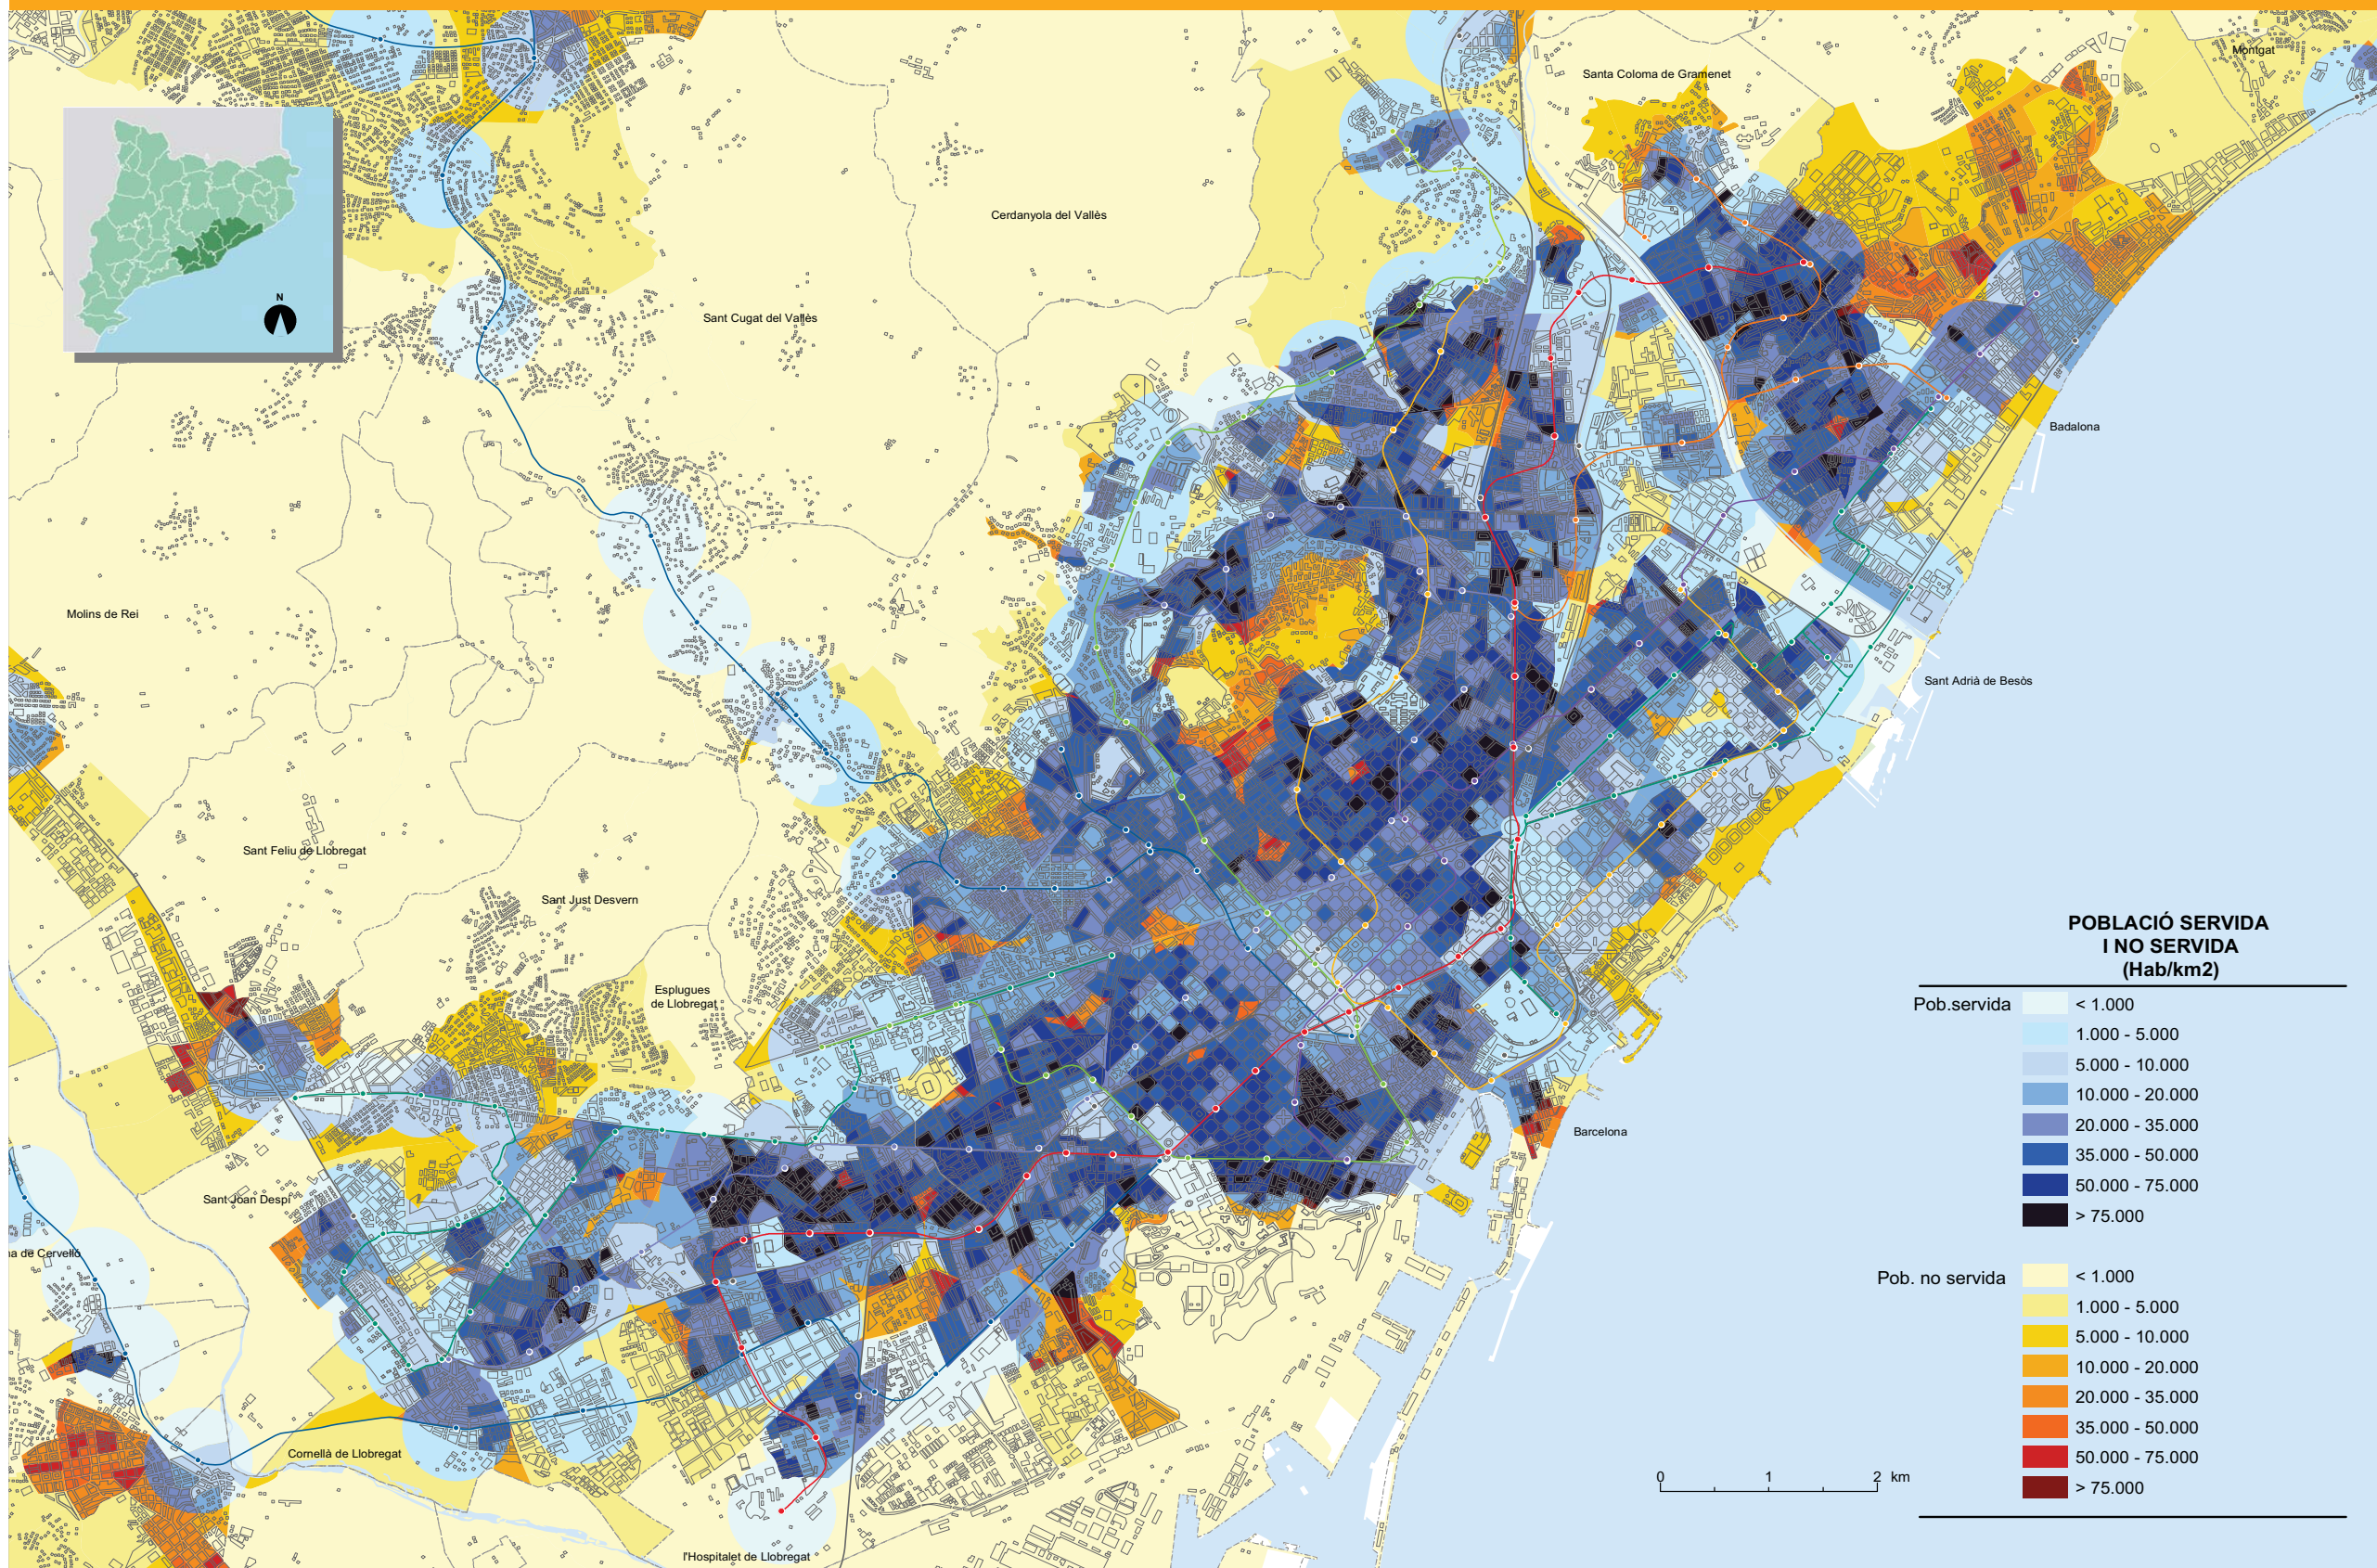 Montgat
Santa Coloma de Gramenet
Cerdanyola del Vallès
N
Sant Cugat del Vallès
Badalona
Molins de Rei
Sant Adrià de Besòs
Sant Feliu de Llobregat
Sant Just Desvern
Esplugues
de Llobregat
Barcelona
Sant Joan Despí
na de Cervelló
Cornellà de Llobregat
l'Hospitalet de Llobregat
POBLACIÓ SERVIDA
I NO SERVIDA
(Hab/km2)
Pob.servida
< 1.000
1.000 - 5.000
5.000 - 10.000
10.000 - 20.000
20.000 - 35.000
35.000 - 50.000
50.000 - 75.000
> 75.000
Pob. no servida
< 1.000
1.000 - 5.000
5.000 - 10.000
10.000 - 20.000
20.000 - 35.000
35.000 - 50.000
50.000 - 75.000
> 75.000
0 1 2 km